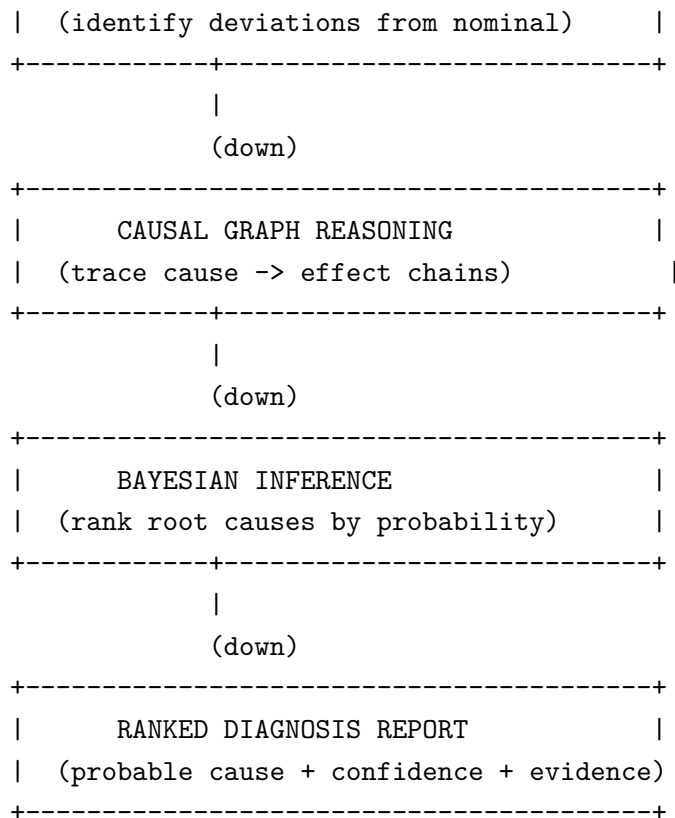 |  (identify deviations from nominal)     |
+------------+----------------------------+
             |
             (down)
+-----------------------------------------+
|      CAUSAL GRAPH REASONING             |
|  (trace cause -> effect chains)          |
+------------+----------------------------+
             |
             (down)
+-----------------------------------------+
|      BAYESIAN INFERENCE                 |
|  (rank root causes by probability)      |
+------------+----------------------------+
             |
             (down)
+-----------------------------------------+
|      RANKED DIAGNOSIS REPORT            |
|  (probable cause + confidence + evidence)
+-----------------------------------------+